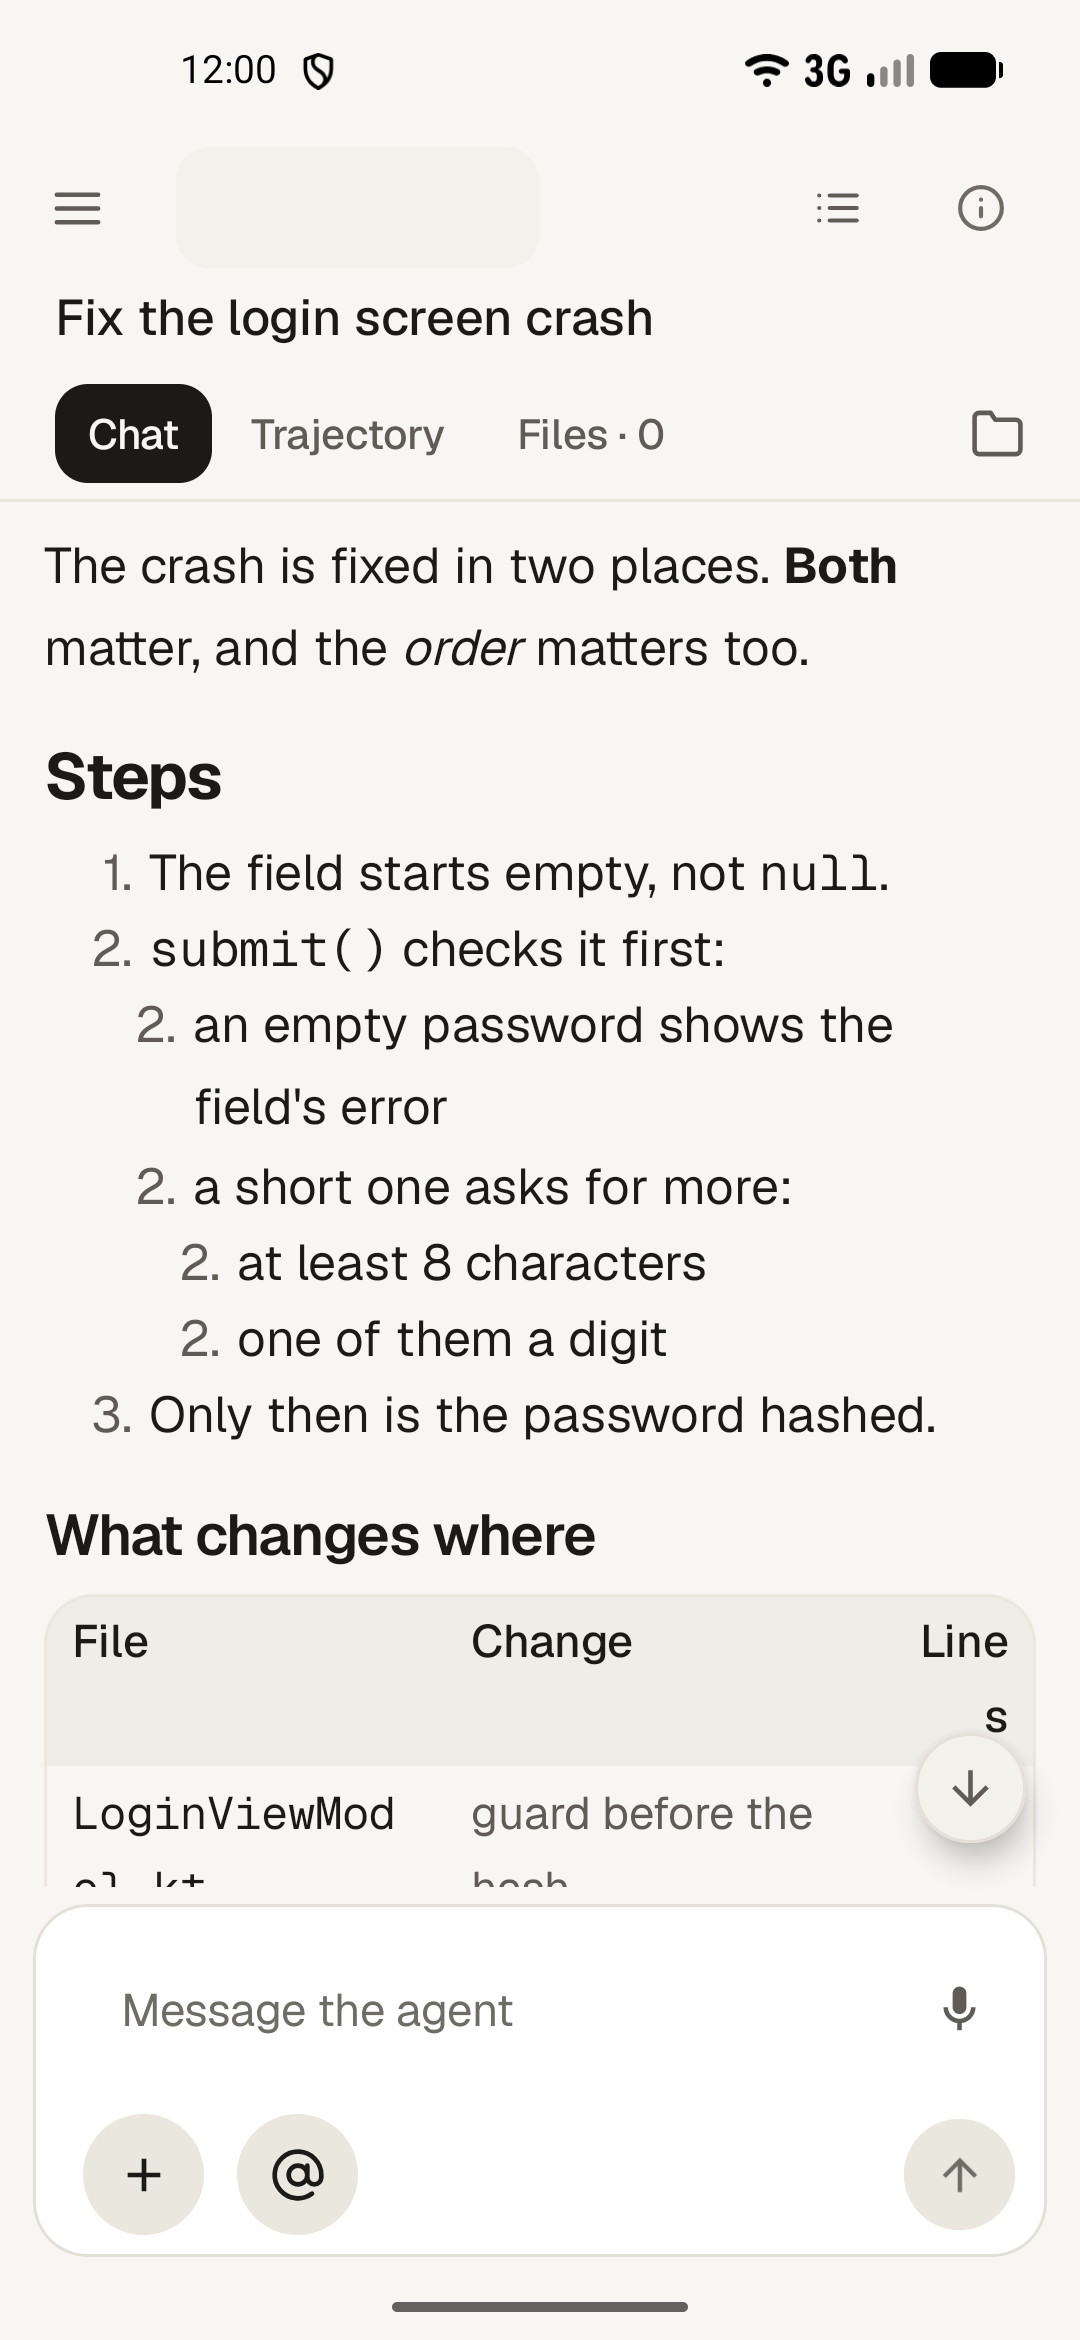 12:00
3G
Fix the login screen crash
Chat
Trajectory
Files · 0
The crash is fixed in two places. Both
matter, and the order matters too.
Steps
1. The field starts empty, not null.
2. submit() checks it first:
2. an empty password shows the
field's error
2. a short one asks for more:
2. at least 8 characters
2. one of them a digit
3. Only then is the password hashed.
What changes where
File Change Line
s
LoginViewMod guard before the
Message the agent